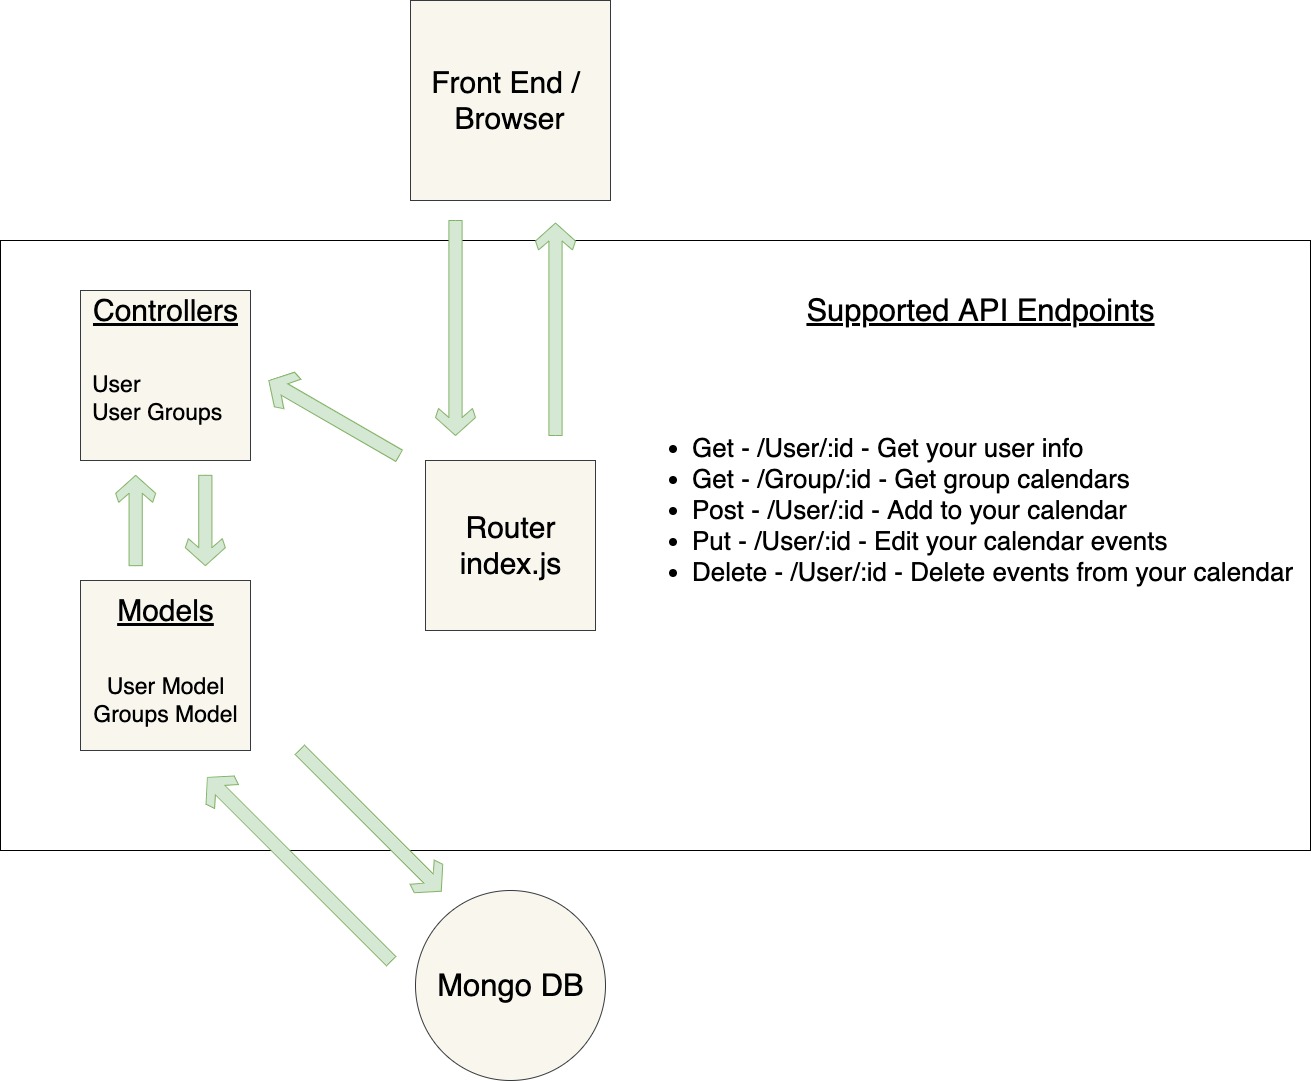 Front End /
Browser
Controllers
User
User Groups
Supported API Endpoints
Get - /User/:id - Get your user info
Get - /Group/:id - Get group calendars
Post - /User/:id - Add to your calendar
Put - /User/:id - Edit your calendar events
Delete - /User/:id - Delete events from your calendar
Router
index.js
Models
User Model
Groups Model
Mongo DB